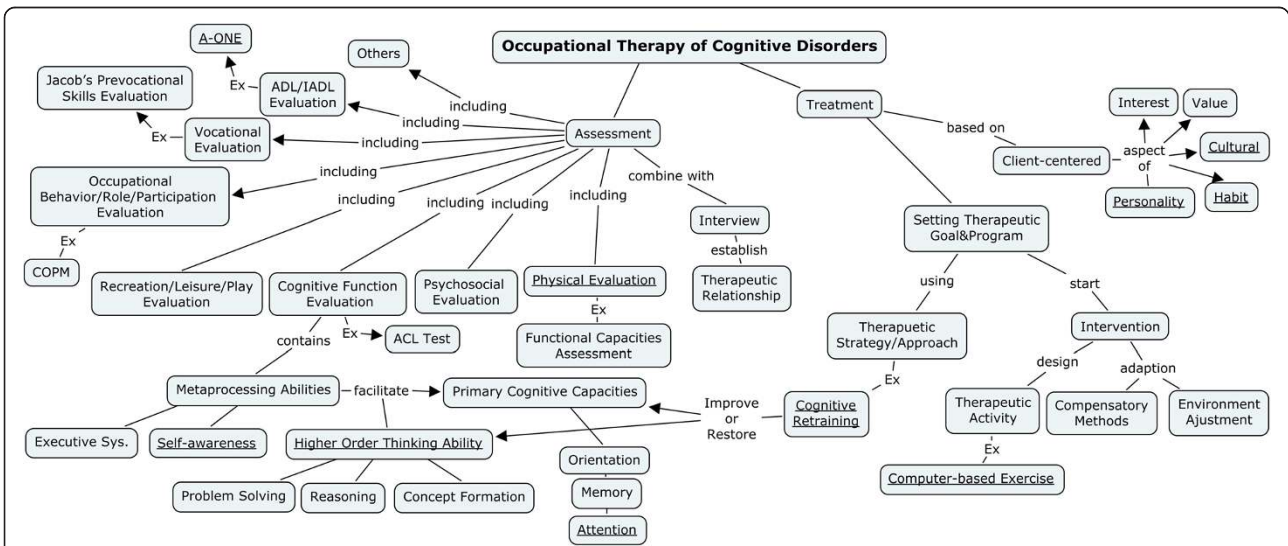 Occupational Therapy of Cognitive Disorders
A-ONE
Others
Jacob's Prevocational
Skills Evaluation
Ex
ADL/IADL
Evaluation
including
Treatment
Interest
Value
including
Ex
Vocational
Evaluation
including
Assessment
based on
Client-centered
aspect
of
Cultural
Occupational
Behavior/Role/Participation
Evaluation
including
combine with
Personality
Habit
including
including
including
including
Interview
Setting Therapeutic
Goal&Program
Ex
establish
COPM
Recreation/Leisure/Play
Evaluation
Cognitive Function
Evaluation
Psychosocial
Evaluation
Physical Evaluation
Therapeutic
Relationship
using
start
Ex
contains
Ex
ACL Test
Functional Capacities
Assessment
Therapuetic
Strategy/Approach
Intervention
design
adaption
Metaprocessing Abilities
facilitate
Primary Cognitive Capacities
Ex
Improve
or
Restore
Cognitive
Retraining
Therapeutic
Activity
Compensatory
Methods
Environment
Ajustment
Executive Sys.
Self-awareness
Higher Order Thinking Ability
Ex
Orientation
Computer-based Exercise
Problem Solving
Reasoning
Concept Formation
Memory
Attention